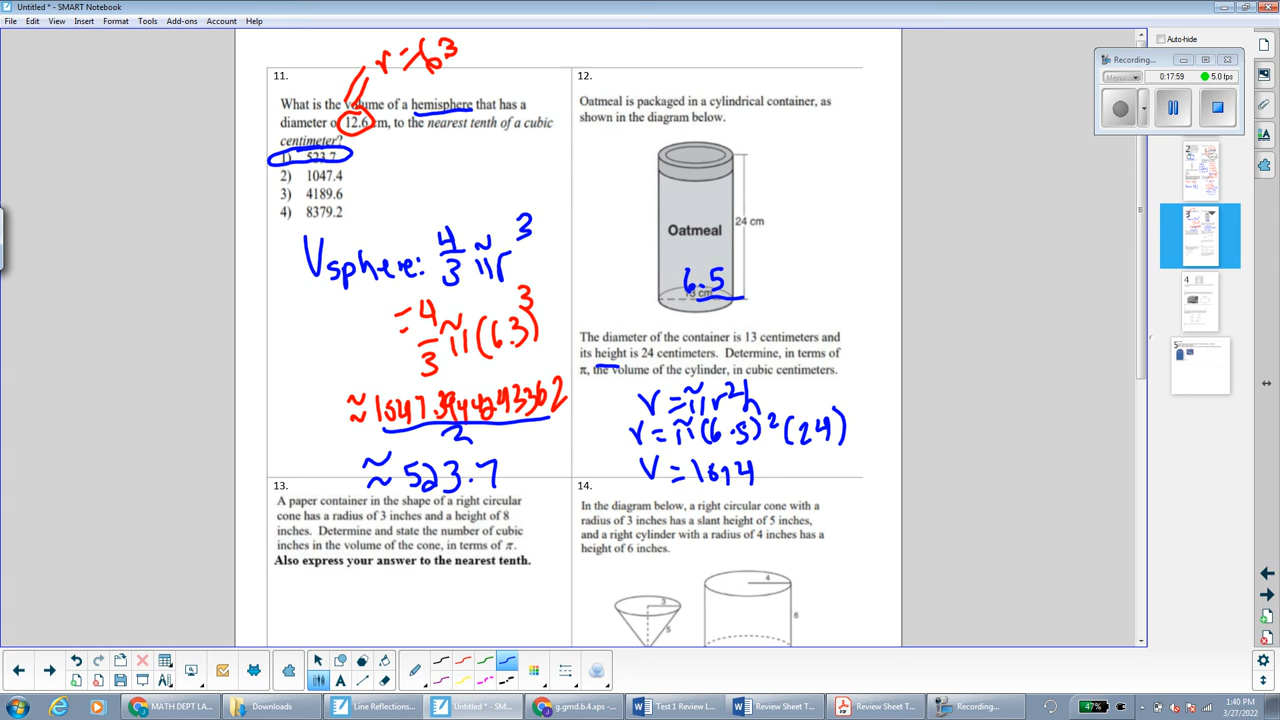 Untitled * - SMART Notebook
File Edit View Insert Format Tools Add-ons Account Help
Auto-hide
Recording...
Menu
0:17:59
5.0 fps
r = 6.3
11.
What is the volume of a hemisphere that has a
diameter of 12.6 cm, to the nearest tenth of a cubic
centimeter?
1) 523.7
2) 1047.4
3) 4189.6
4) 8379.2
Vsphere: 4/3 π r^3
= 4/3 π (6.3)^3
≈ 1047.394424343362
2
≈ 523.7
12.
Oatmeal is packaged in a cylindrical container, as
shown in the diagram below.
Oatmeal
24 cm
6.5
13 cm
The diameter of the container is 13 centimeters and
its height is 24 centimeters. Determine, in terms of
π, the volume of the cylinder, in cubic centimeters.
V = π r^2 h
V = π (6.5)^2 (24)
V = 1014
13.
A paper container in the shape of a right circular
cone has a radius of 3 inches and a height of 8
inches. Determine and state the number of cubic
inches in the volume of the cone, in terms of π.
Also express your answer to the nearest tenth.
14.
In the diagram below, a right circular cone with a
radius of 3 inches has a slant height of 5 inches,
and a right cylinder with a radius of 4 inches has a
height of 6 inches.
3
5
4
6
2
3
4
5
MATH DEPT LA...
Downloads
Line Reflections...
Untitled * - SM...
g.gmd.b.4.xps - ...
Test 1 Review L...
Review Sheet T...
Review Sheet T...
Recording...
47%
1:40 PM
3/27/2022